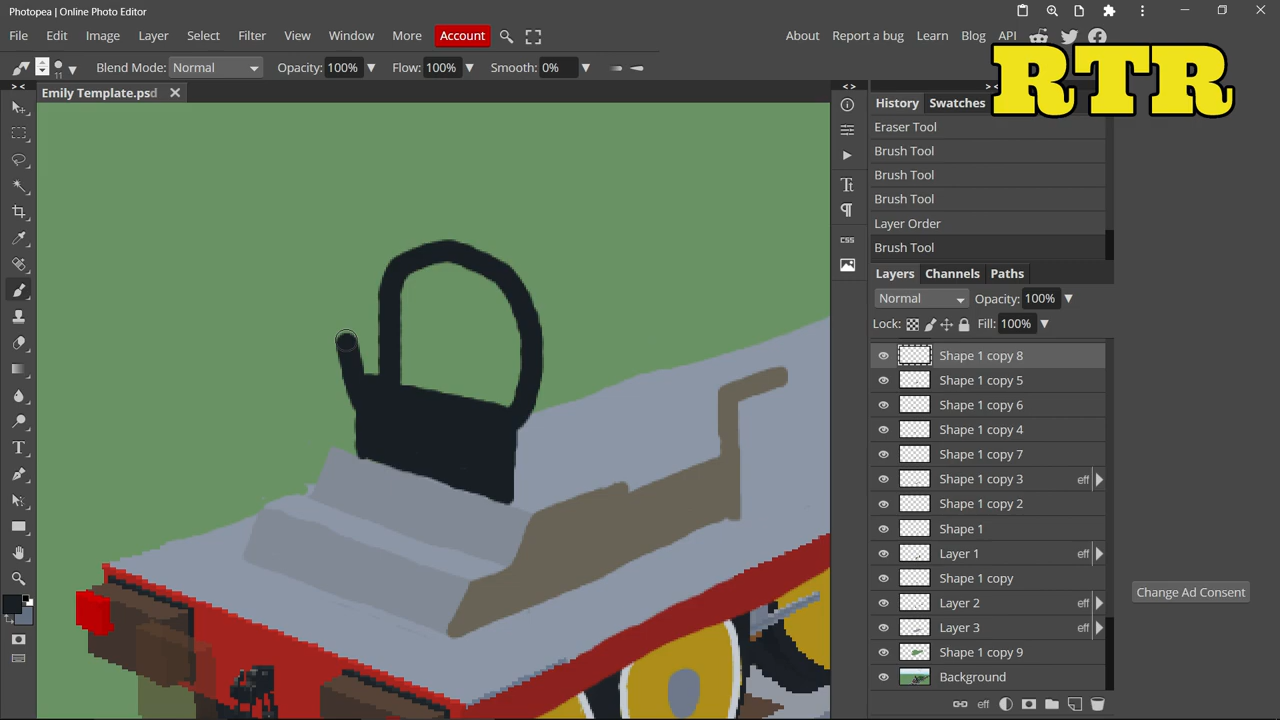 Photopea | Online Photo Editor
File Edit Image Layer Select Filter View Window More Account About Report a bug Learn Blog API
11 Blend Mode: Normal Opacity: 100% Flow: 100% Smooth: 0%
RTR
Emily Template.psd
History Swatches
Eraser Tool
Brush Tool
Brush Tool
Brush Tool
Layer Order
Brush Tool
CSS
Layers Channels Paths
Normal Opacity: 100%
Lock: Fill: 100%
Shape 1 copy 8
Shape 1 copy 5
Shape 1 copy 6
Shape 1 copy 4
Shape 1 copy 7
Shape 1 copy 3 eff
Shape 1 copy 2
Shape 1
Layer 1 eff
Shape 1 copy
Layer 2 eff
Layer 3 eff
Shape 1 copy 9
Background
eff
Change Ad Consent